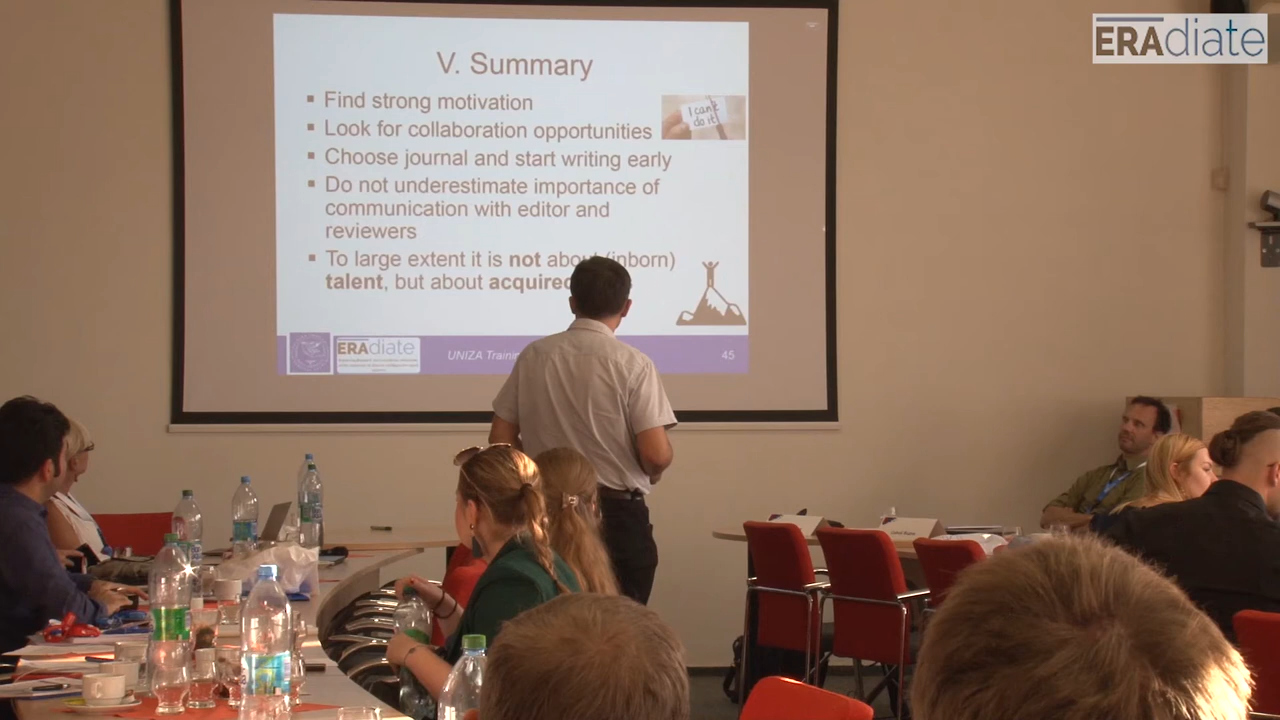 ERAdiate
V. Summary
▪ Find strong motivation
I can't
do it
▪ Look for collaboration opportunities
▪ Choose journal and start writing early
▪ Do not underestimate importance of
communication with editor and
reviewers
▪ To large extent it is not about (inborn)
talent, but about acquired
ERAdiate
UNIZA Training
45